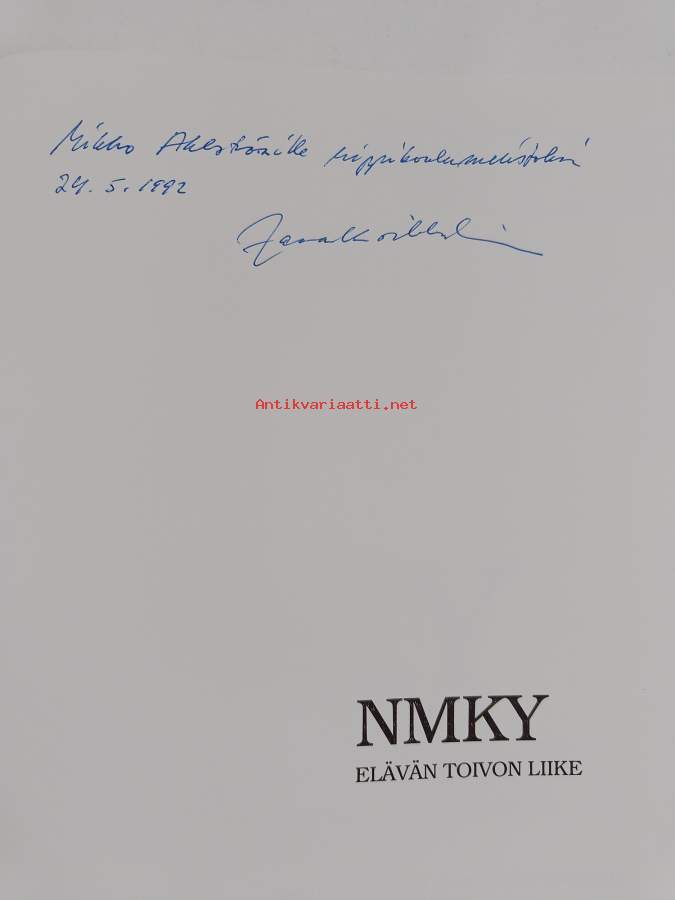 Mikko Ahlströmille rippikoulumuistoksi
24. 5. 1992
Antikvariaatti.net
NMKY
ELÄVÄN TOIVON LIIKE